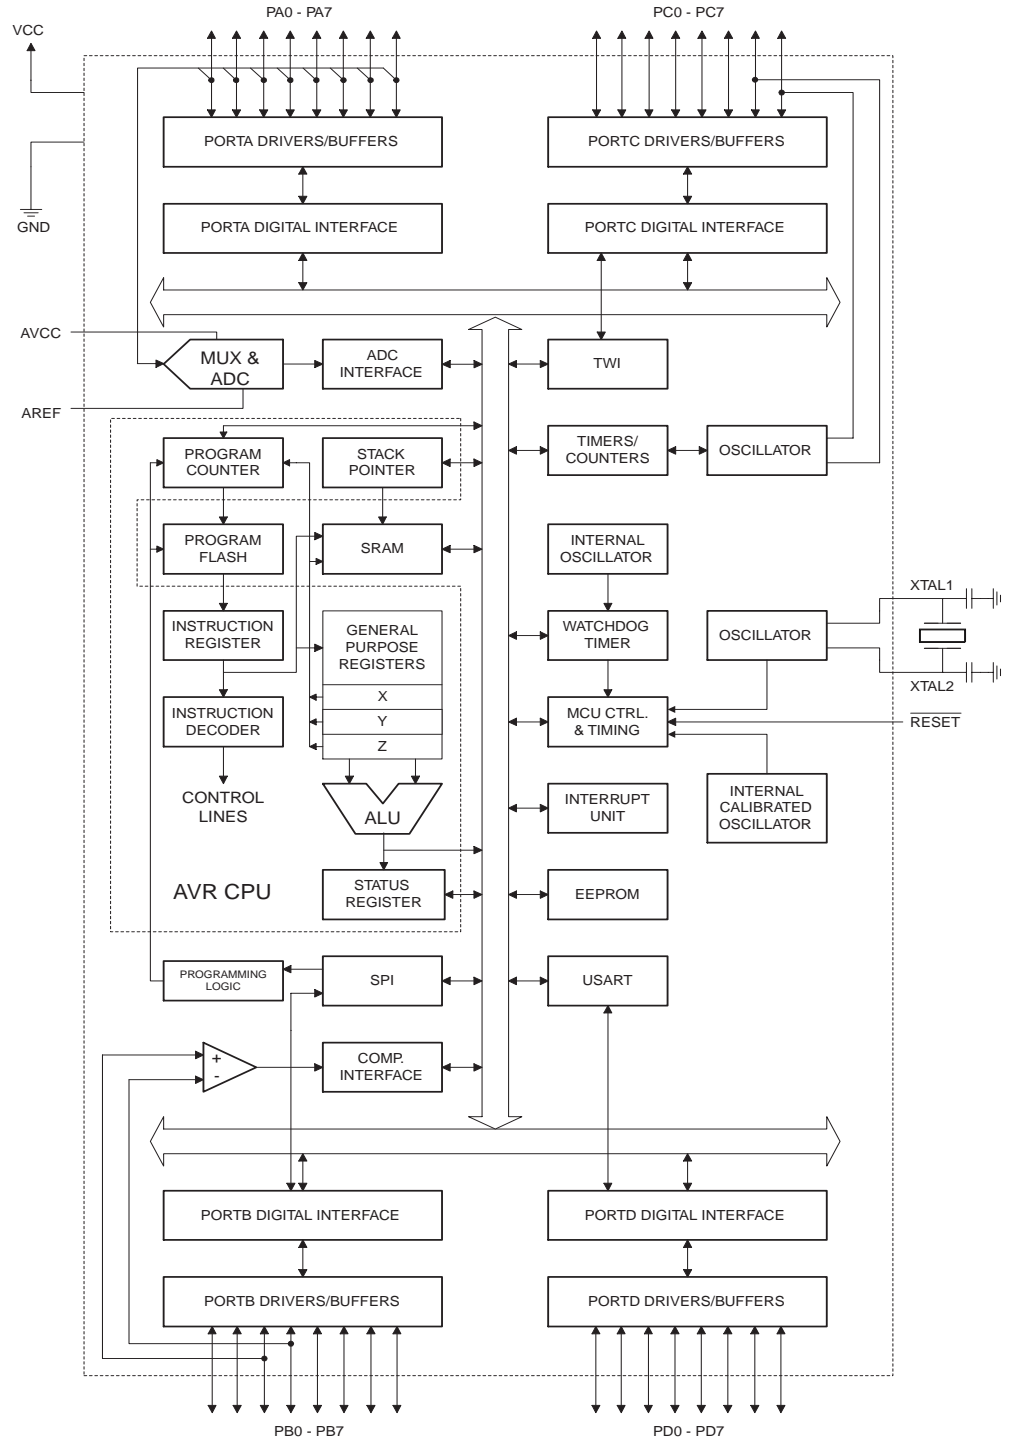 PA0 - PA7
PC0 - PC7
VCC
PORTA DRIVERS/BUFFERS
PORTC DRIVERS/BUFFERS
GND
PORTA DIGITAL INTERFACE
PORTC DIGITAL INTERFACE
AVCC
MUX &
ADC
ADC
INTERFACE
TWI
AREF
PROGRAM
COUNTER
STACK
POINTER
TIMERS/
COUNTERS
OSCILLATOR
PROGRAM
FLASH
SRAM
INTERNAL
OSCILLATOR
XTAL1
INSTRUCTION
REGISTER
GENERAL
PURPOSE
REGISTERS
WATCHDOG
TIMER
OSCILLATOR
XTAL2
X
INSTRUCTION
DECODER
Y
Z
MCU CTRL.
& TIMING
RESET
CONTROL
LINES
ALU
INTERRUPT
UNIT
INTERNAL
CALIBRATED
OSCILLATOR
AVR CPU
STATUS
REGISTER
EEPROM
PROGRAMMING
LOGIC
SPI
USART
+
-
COMP.
INTERFACE
PORTB DIGITAL INTERFACE
PORTD DIGITAL INTERFACE
PORTB DRIVERS/BUFFERS
PORTD DRIVERS/BUFFERS
PB0 - PB7
PD0 - PD7